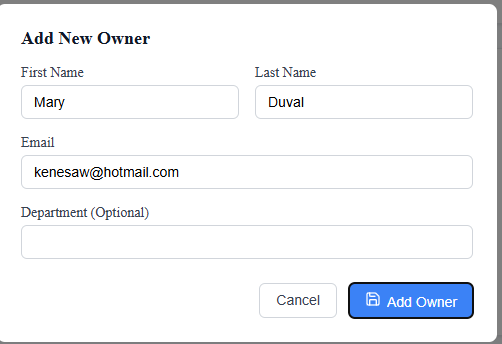 Add New Owner
First Name Last Name
Mary Duval
Email
kenesaw@hotmail.com
Department (Optional)
Cancel Add Owner